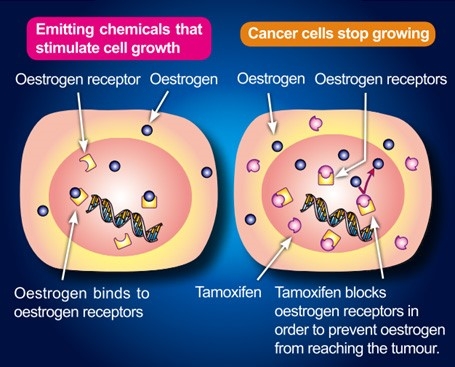 Emitting chemicals that
stimulate cell growth
Cancer cells stop growing
Oestrogen receptor
Oestrogen
Oestrogen
Oestrogen receptors
Oestrogen binds to
oestrogen receptors
Tamoxifen
Tamoxifen blocks
oestrogen receptors in
order to prevent oestrogen
from reaching the tumour.